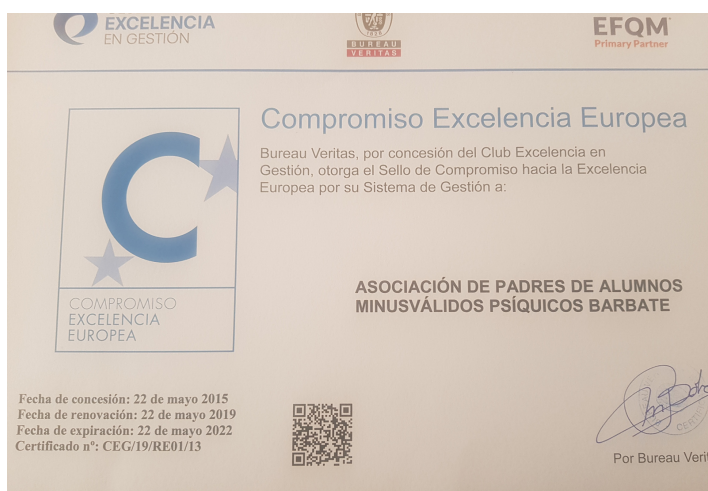 EXCELENCIA
EN GESTIÓN
1828
BUREAU
VERITAS
EFQM
Primary Partner
Compromiso Excelencia Europea
Bureau Veritas, por concesión del Club Excelencia en
Gestión, otorga el Sello de Compromiso hacia la Excelencia
Europea por su Sistema de Gestión a:
COMPROMISO
EXCELENCIA
EUROPEA
ASOCIACIÓN DE PADRES DE ALUMNOS
MINUSVÁLIDOS PSÍQUICOS BARBATE
Fecha de concesión: 22 de mayo 2015
Fecha de renovación: 22 de mayo 2019
Fecha de expiración: 22 de mayo 2022
Certificado nº: CEG/19/RE01/13
Por Bureau Verit